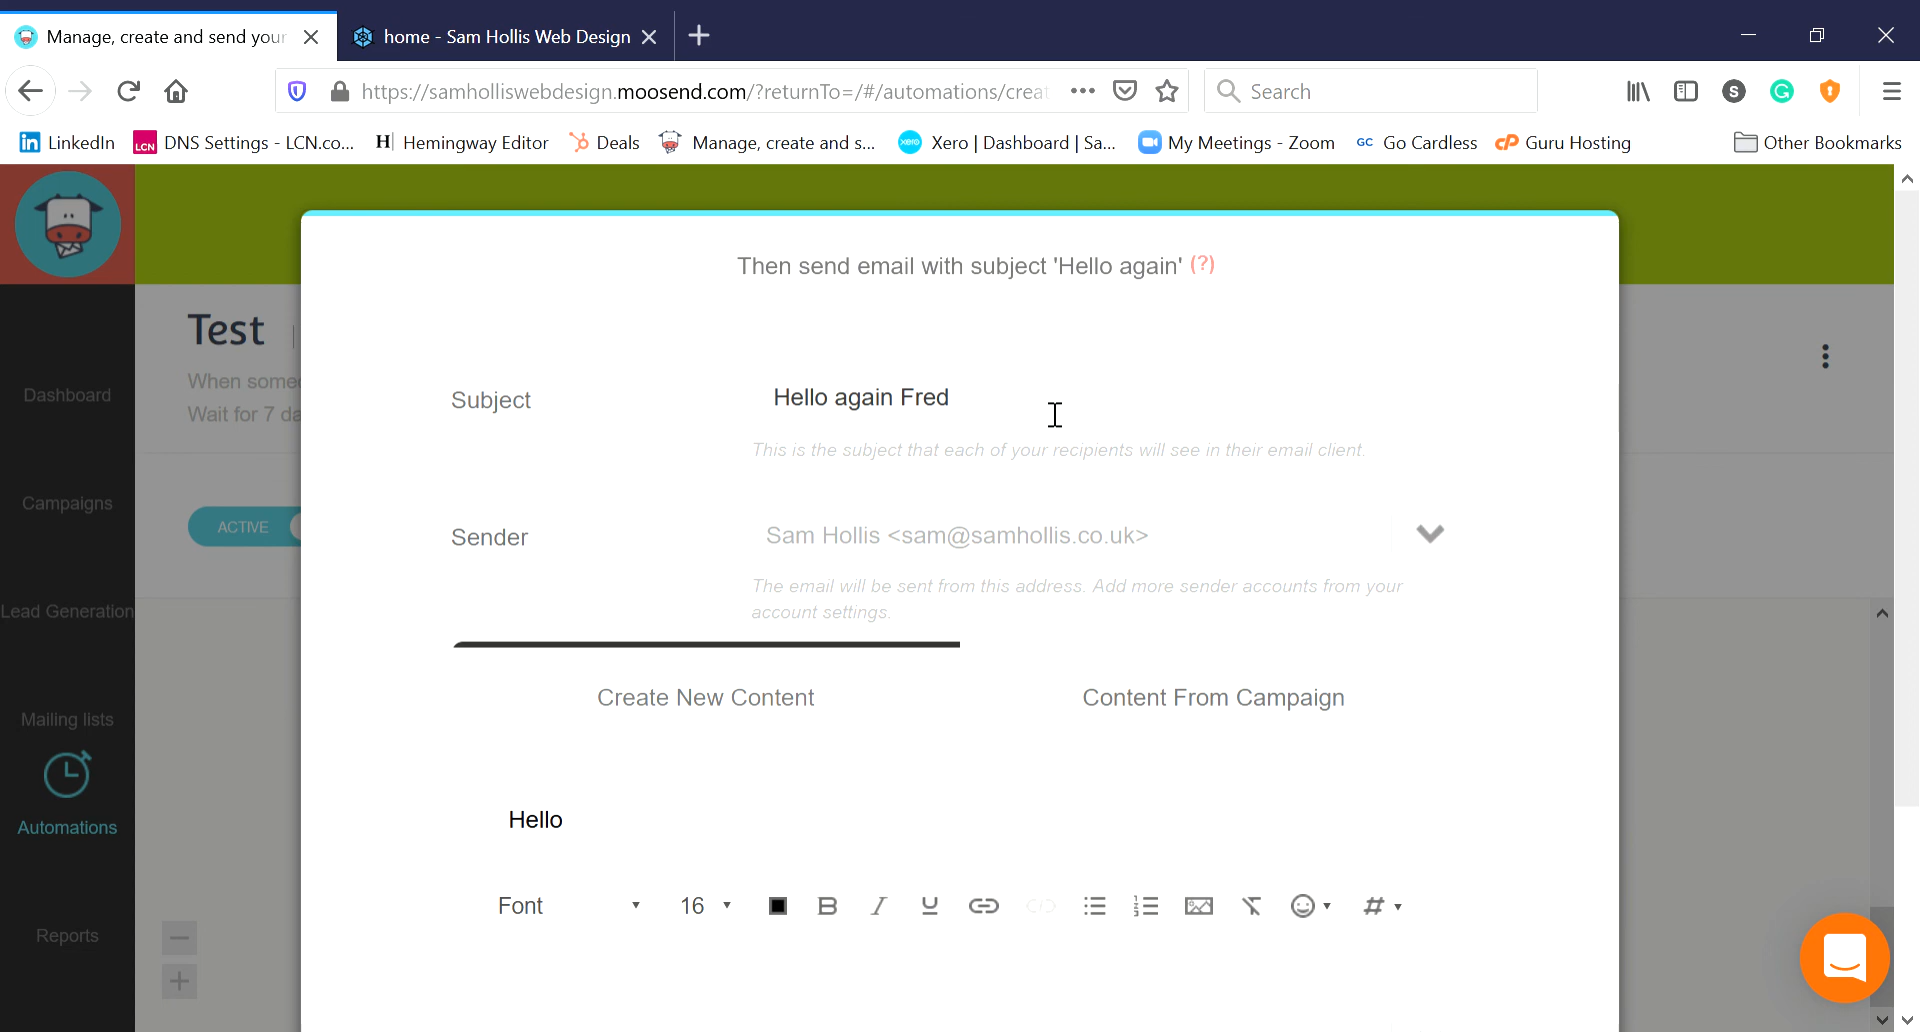 Manage, create and send your
home - Sam Hollis Web Design
https://samholliswebdesign.moosend.com/?returnTo=/#/automations/creat
Search
LinkedIn
LCN
DNS Settings - LCN.co...
H
Hemingway Editor
Deals
Manage, create and s...
xero
Xero | Dashboard | Sa...
My Meetings - Zoom
GC
Go Cardless
cP
Guru Hosting
Other Bookmarks
S
G
Then send email with subject 'Hello again' (?)
Test
When some
Wait for 7 da
ACTIVE
Dashboard
Campaigns
Lead Generation
Mailing lists
Automations
Reports
Subject
Hello again Fred
This is the subject that each of your recipients will see in their email client.
Sender
Sam Hollis <sam@samhollis.co.uk>
The email will be sent from this address. Add more sender accounts from your
account settings.
Create New Content
Content From Campaign
Hello
Font
16
B
I
U
#